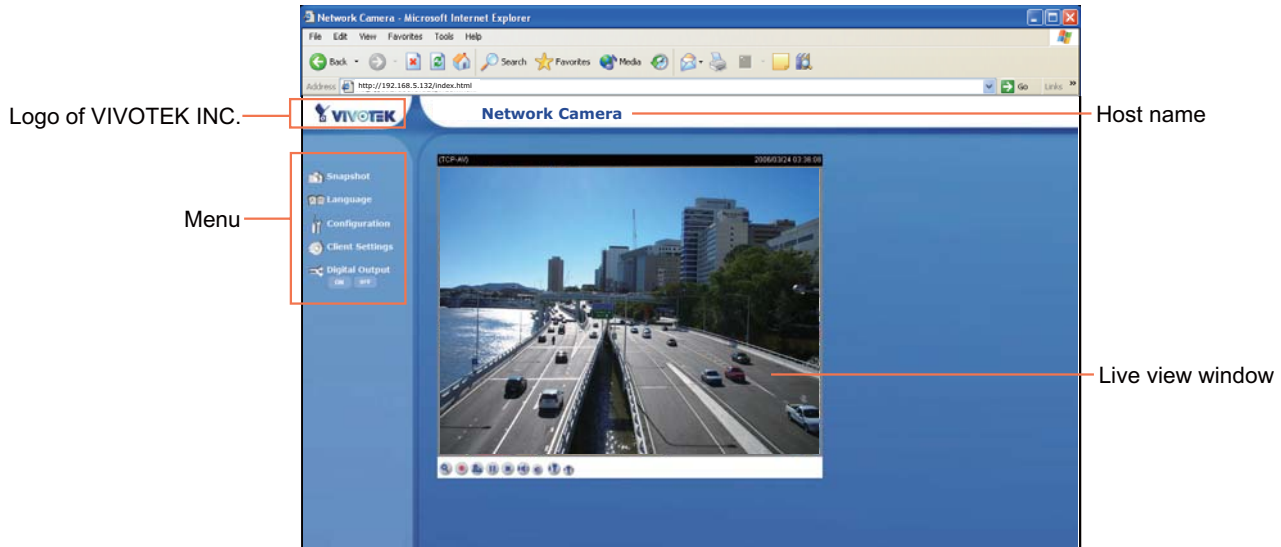 Network Camera - Microsoft Internet Explorer
File Edit View Favorites Tools Help
Back Search Favorites Media
Address http://192.168.5.132/index.html Go Links »
Logo of VIVOTEK INC.
VIVOTEK
Network Camera
Host name
(TCP-AV) 2006/03/24 03:38:08
Menu
Snapshot
Language
Configuration
Client Settings
Digital Output
ON OFF
Live view window